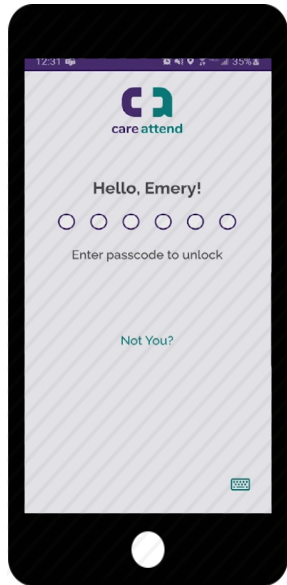 12:31 35%
care attend
Hello, Emery!
Enter passcode to unlock
Not You?